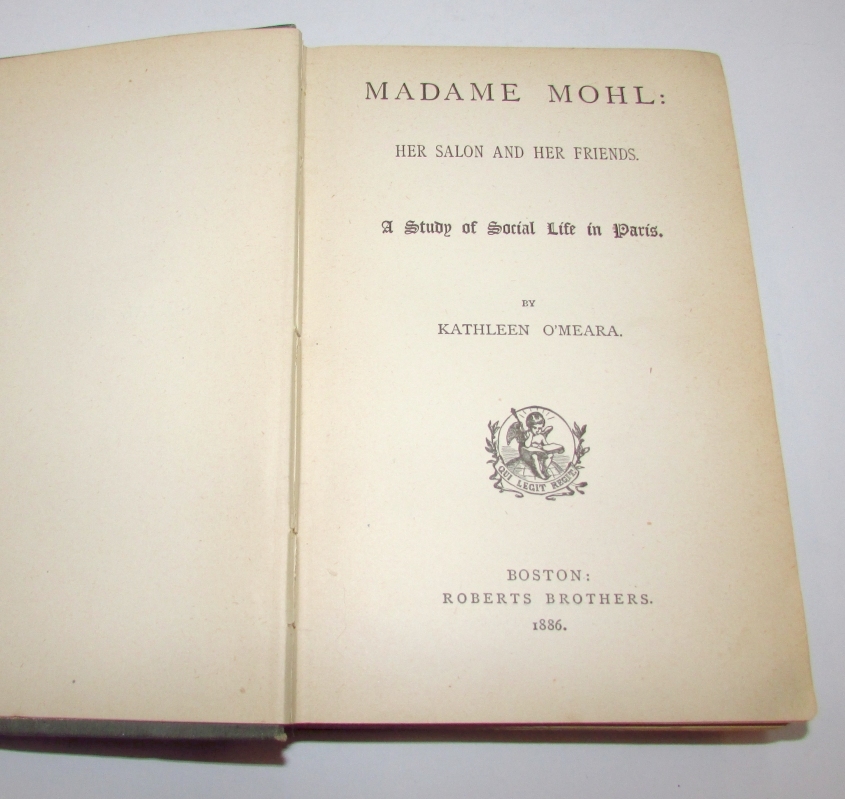 MADAME MOHL:
HER SALON AND HER FRIENDS.
A Study of Social Life in Paris.
BY
KATHLEEN O'MEARA.
QUI LEGIT REGIT
BOSTON:
ROBERTS BROTHERS.
1886.